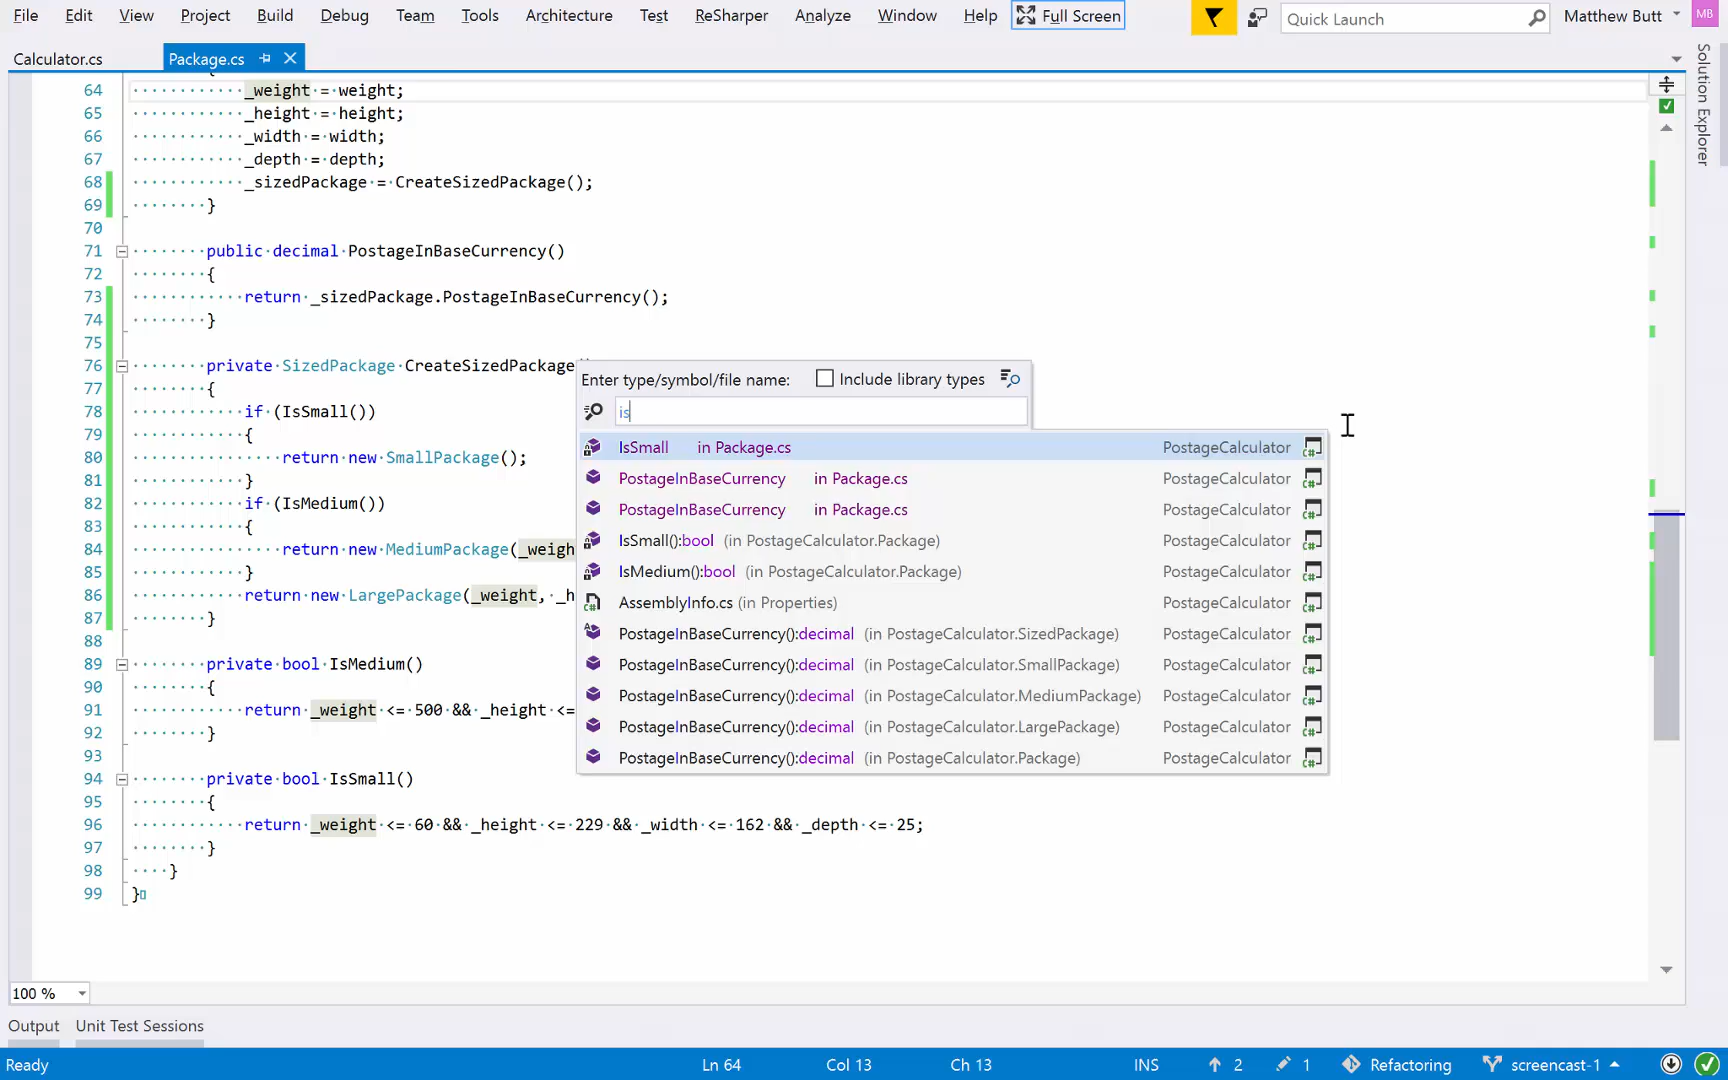 File Edit View Project Build Debug Team Tools Architecture Test ReSharper Analyze Window Help Full Screen Quick Launch Matthew Butt MB
Calculator.cs Package.cs
Solution Explorer
64 _weight = weight;
65 _height = height;
66 _width = width;
67 _depth = depth;
68 _sizedPackage = CreateSizedPackage();
69 }
70
71 public decimal PostageInBaseCurrency()
72 {
73 return _sizedPackage.PostageInBaseCurrency();
74 }
75
76 private SizedPackage CreateSizedPackage
77 {
78 if (IsSmall())
79 {
80 return new SmallPackage();
81 }
82 if (IsMedium())
83 {
84 return new MediumPackage(_weigh
85 }
86 return new LargePackage(_weight, _h
87 }
88
89 private bool IsMedium()
90 {
91 return _weight <= 500 && _height <=
92 }
93
94 private bool IsSmall()
95 {
96 return _weight <= 60 && _height <= 229 && _width <= 162 && _depth <= 25;
97 }
98 }
99 }
Enter type/symbol/file name: Include library types
is
IsSmall in Package.cs PostageCalculator
PostageInBaseCurrency in Package.cs PostageCalculator
PostageInBaseCurrency in Package.cs PostageCalculator
IsSmall():bool (in PostageCalculator.Package) PostageCalculator
IsMedium():bool (in PostageCalculator.Package) PostageCalculator
AssemblyInfo.cs (in Properties) PostageCalculator
PostageInBaseCurrency():decimal (in PostageCalculator.SizedPackage) PostageCalculator
PostageInBaseCurrency():decimal (in PostageCalculator.SmallPackage) PostageCalculator
PostageInBaseCurrency():decimal (in PostageCalculator.MediumPackage) PostageCalculator
PostageInBaseCurrency():decimal (in PostageCalculator.LargePackage) PostageCalculator
PostageInBaseCurrency():decimal (in PostageCalculator.Package) PostageCalculator
100 %
Output Unit Test Sessions
Ready Ln 64 Col 13 Ch 13 INS 2 1 Refactoring screencast-1